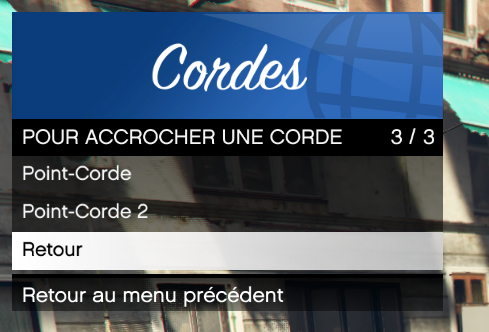 Cordes
POUR ACCROCHER UNE CORDE 3 / 3
Point-Corde
Point-Corde 2
Retour
Retour au menu précédent